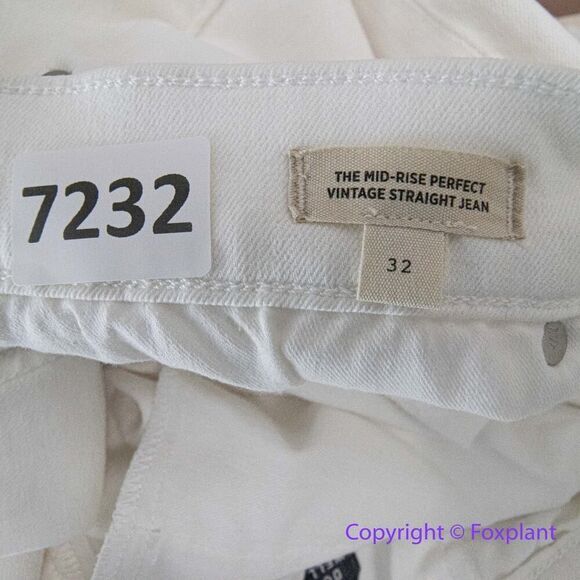 7232
THE MID-RISE PERFECT
VINTAGE STRAIGHT JEAN
32
Copyright © Foxplant